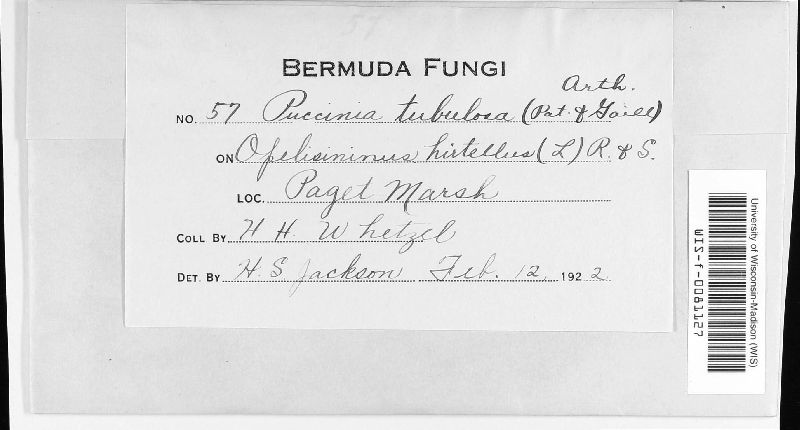 57
BERMUDA FUNGI
Arth.
NO. 57 Puccinia tubulosa (Pat. & Gaill)
ON Oplisininus hirtellus (L) R. & S.
LOC. Paget Marsh
COLL BY H H. Whetzel
DET. BY H. S Jackson Feb. 12, 1922
University of Wisconsin-Madison (WIS)
WIS-f-0081127